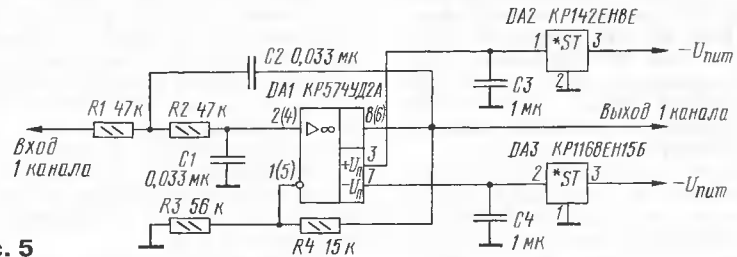 DA2 КР142ЕН8Е
C2 0,033 мк
1
*ST
3
−Uпит
2
DA1 КР574УД2А
C3
1 мк
R1 47к
R2 47к
2(4)
▷∞
8(6)
Выход 1 канала
Вход
1 канала
C1
0,033 мк
+Uп
3
−Uп
7
1(5)
DA3 КР1168ЕН15Б
2
*ST
3
−Uпит
1
R3 56 к
R4 15 к
C4
1 мк
с. 5